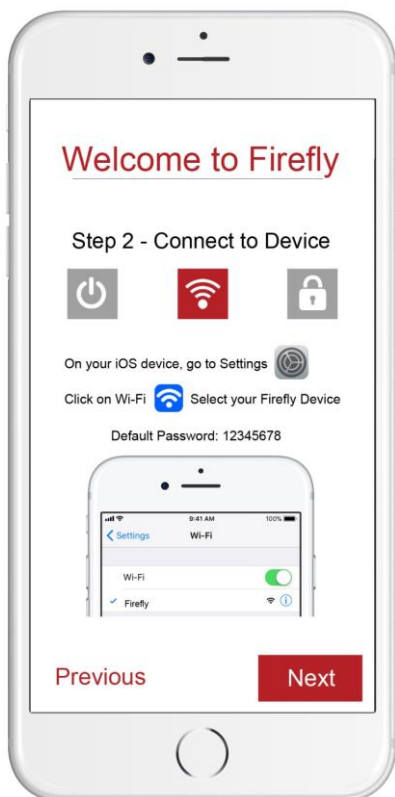 Welcome to Firefly
Step 2 - Connect to Device
On your iOS device, go to Settings
Click on Wi-Fi Select your Firefly Device
Default Password: 12345678
9:41 AM 100%
Settings Wi-Fi
Wi-Fi
Firefly
Previous Next